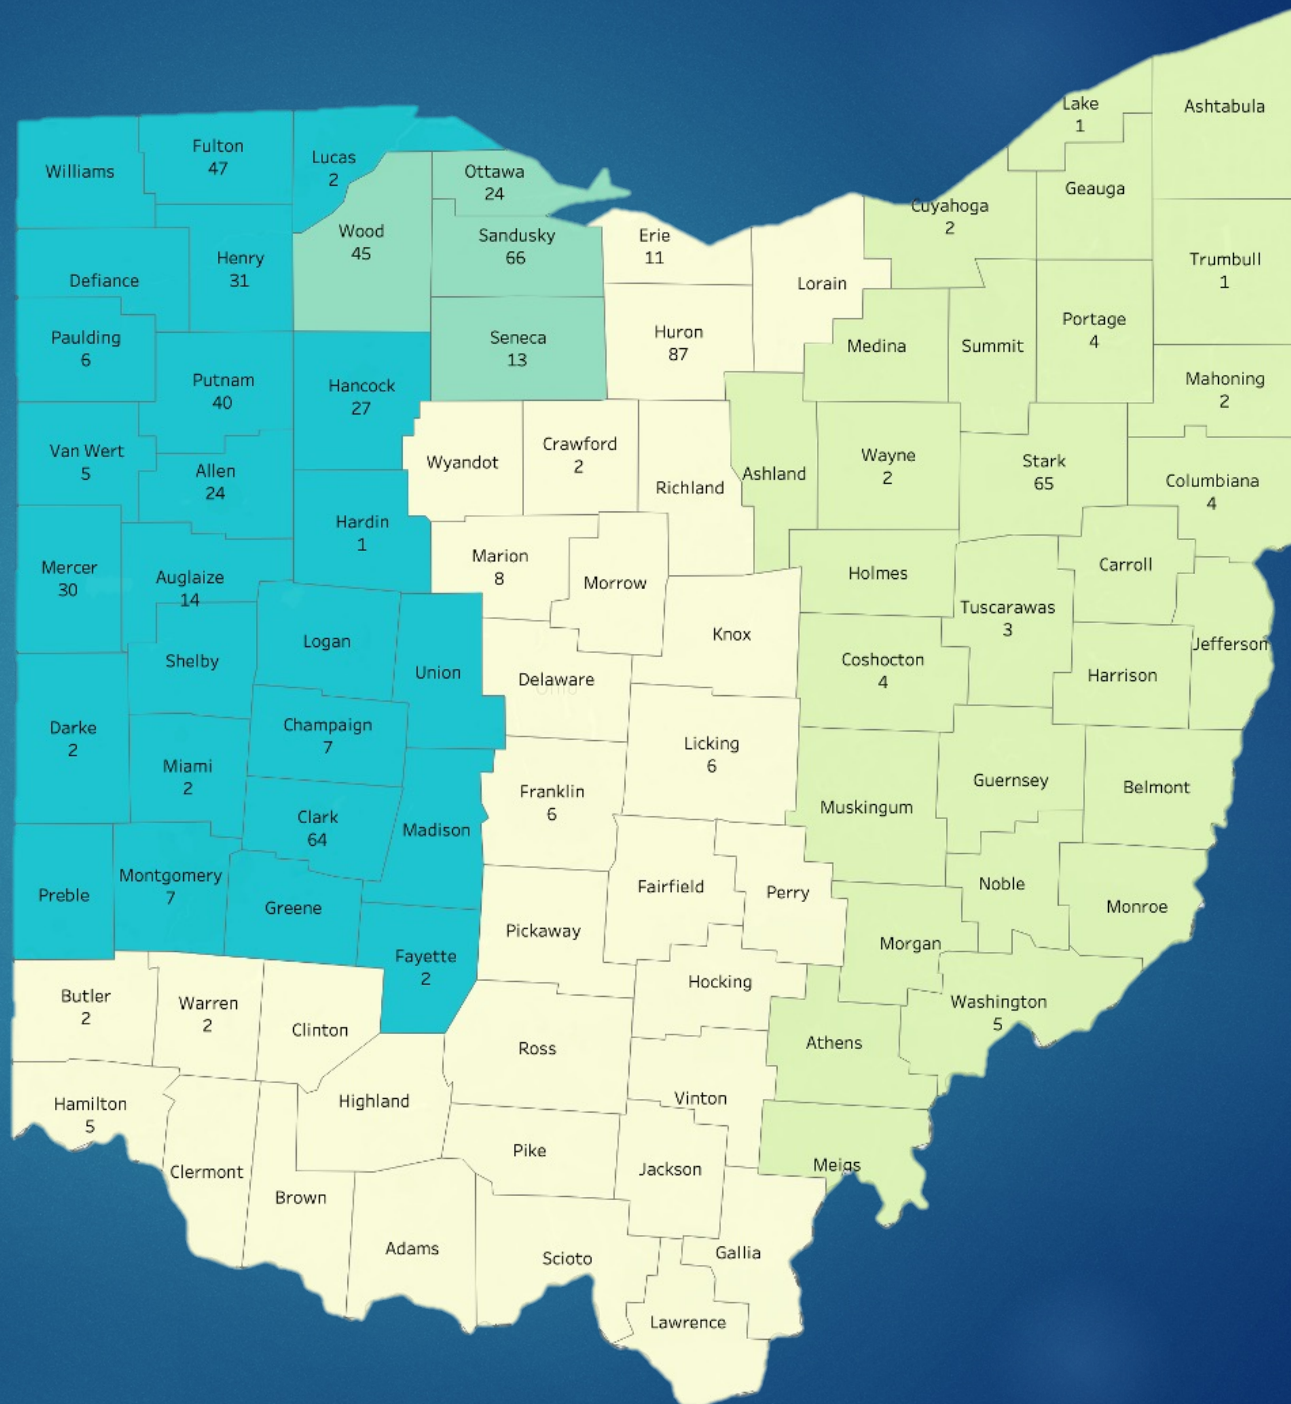 Lake
1
Ashtabula
Fulton
47
Lucas
2
Williams
Ottawa
24
Geauga
Cuyahoga
2
Wood
45
Sandusky
66
Erie
11
Henry
31
Trumbull
1
Defiance
Lorain
Paulding
6
Seneca
13
Huron
87
Medina
Summit
Portage
4
Putnam
40
Hancock
27
Mahoning
2
Van Wert
5
Allen
24
Wyandot
Crawford
2
Richland
Ashland
Wayne
2
Stark
65
Columbiana
4
Hardin
1
Mercer
30
Auglaize
14
Marion
8
Morrow
Holmes
Carroll
Tuscarawas
3
Logan
Shelby
Union
Knox
Delaware
Ohio
Coshocton
4
Harrison
Jefferson
Darke
2
Champaign
7
Miami
2
Licking
6
Franklin
6
Guernsey
Belmont
Muskingum
Clark
64
Madison
Preble
Montgomery
7
Greene
Fairfield
Perry
Noble
Monroe
Pickaway
Morgan
Fayette
2
Hocking
Butler
2
Warren
2
Clinton
Washington
5
Ross
Athens
Hamilton
5
Highland
Vinton
Pike
Jackson
Meigs
Clermont
Brown
Adams
Scioto
Gallia
Lawrence